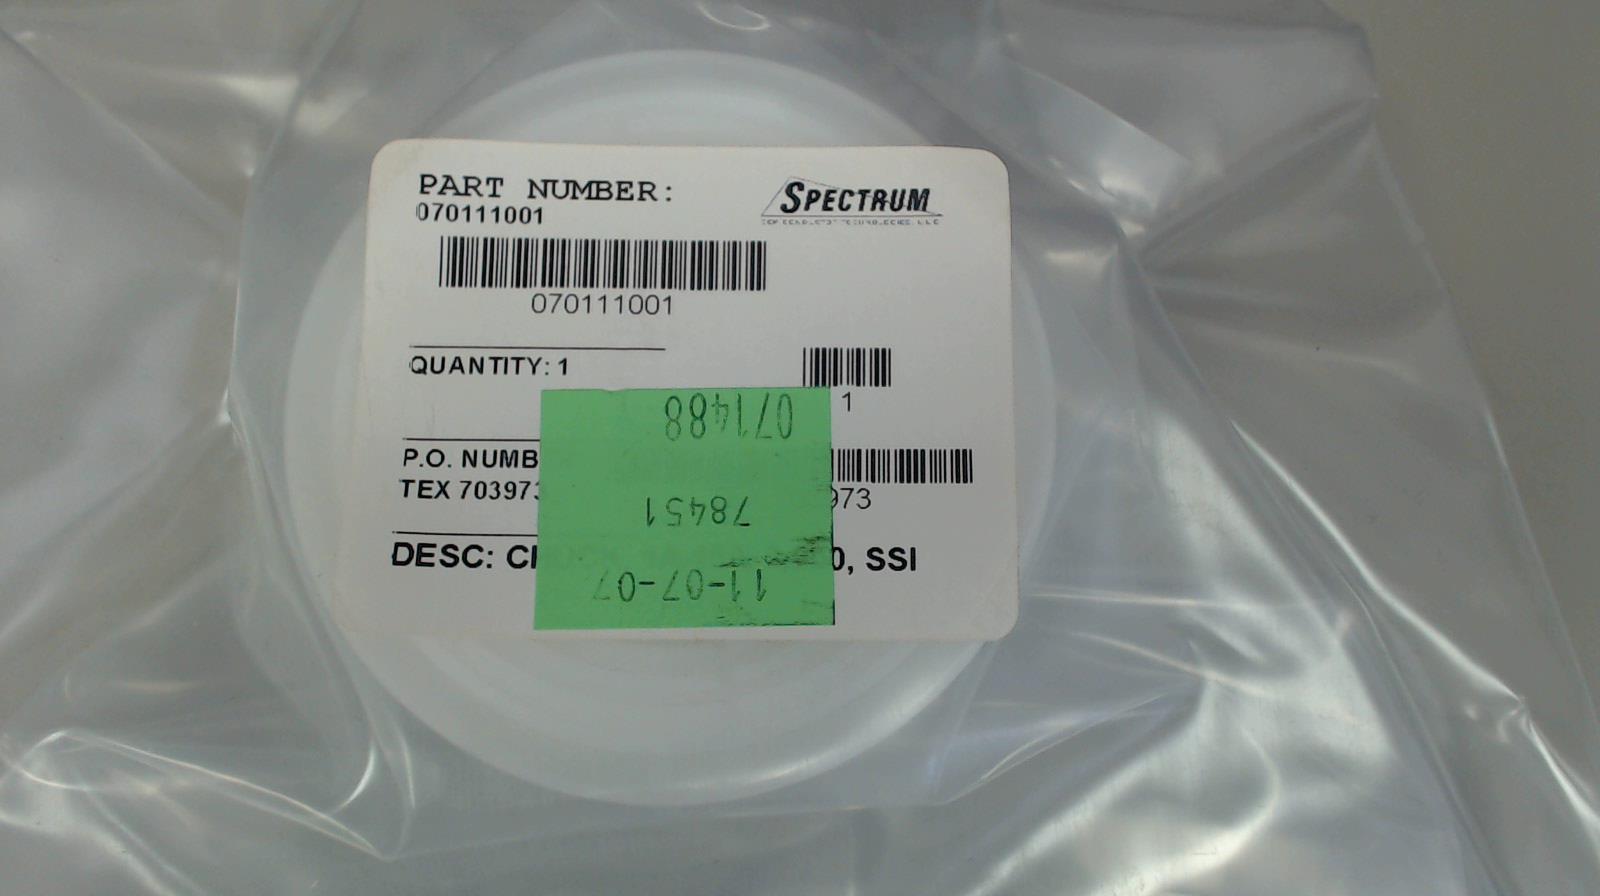 PART NUMBER:
070111001
SPECTRUM
070111001
QUANTITY: 1
1
P.O. NUMB
TEX 70397
973
DESC: 0, SSI
071488
78451
11-07-07